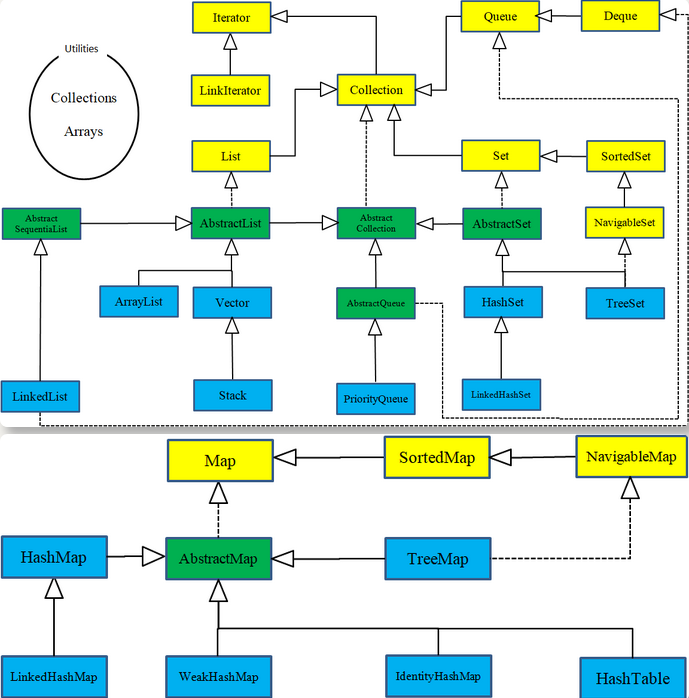 Iterator
Queue
Deque
Utilities
Collections
Arrays
LinkIterator
Collection
List
Set
SortedSet
Abstract
SequentiaList
AbstractList
Abstract
Collection
AbstractSet
NavigableSet
ArrayList
Vector
AbstractQueue
HashSet
TreeSet
LinkedList
Stack
PriorityQueue
LinkedHashSet
Map
SortedMap
NavigableMap
HashMap
AbstractMap
TreeMap
LinkedHashMap
WeakHashMap
IdentityHashMap
HashTable